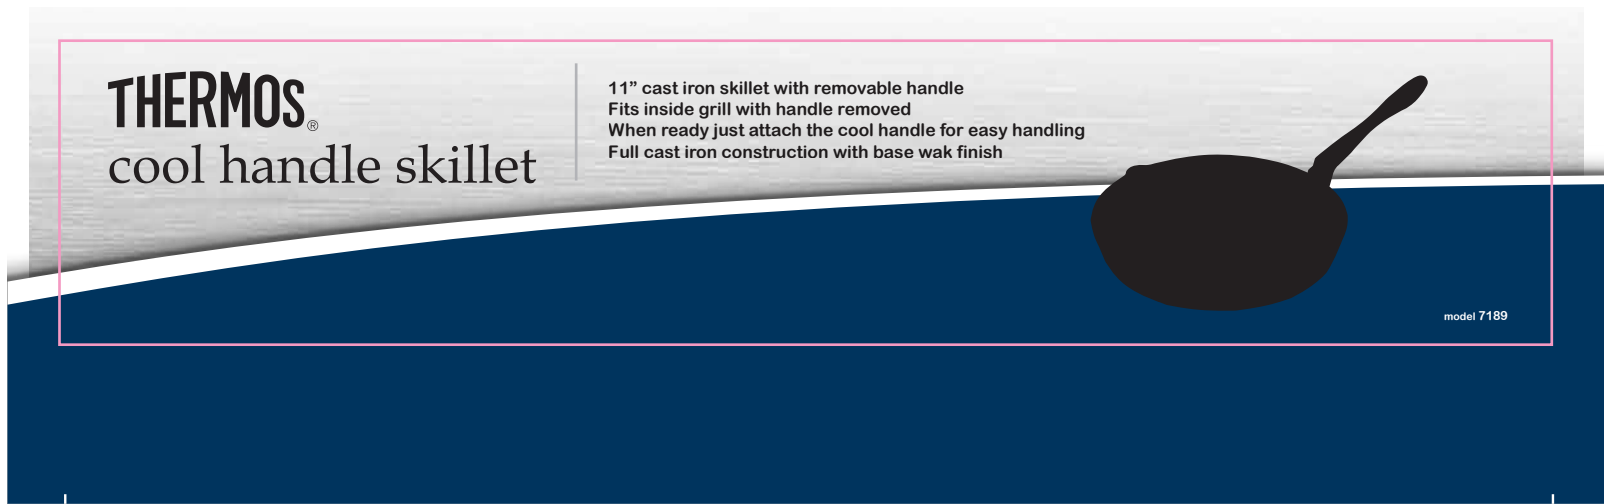 THERMOS®
cool handle skillet
11” cast iron skillet with removable handle
Fits inside grill with handle removed
When ready just attach the cool handle for easy handling
Full cast iron construction with base wak finish
model 7189